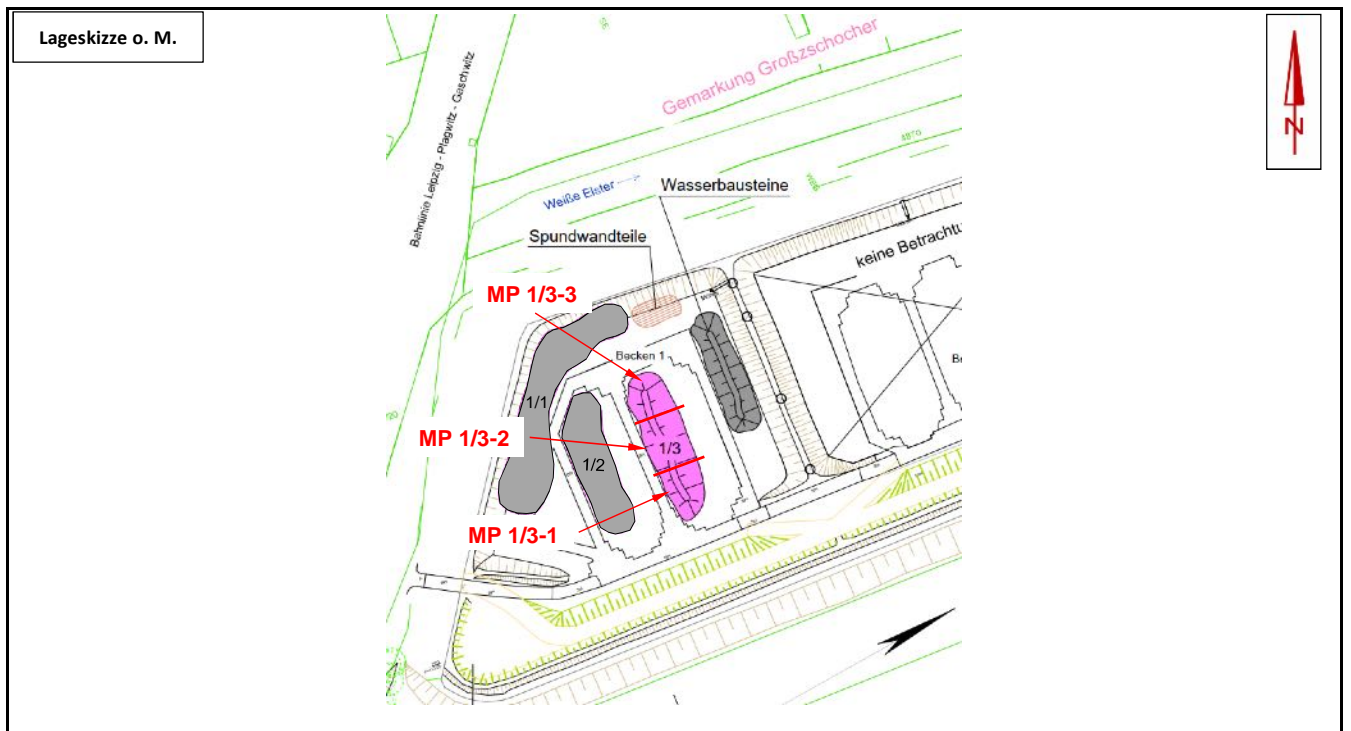 Lageskizze o. M.
N
Gemarkung Großzschocher
Bahnlinie Leipzig - Plagwitz - Gaschwitz
Weiße Elster
Wasserbausteine
Spundwandteile
keine Betrachtu
MP 1/3-3
Becken 1
1/1
MP 1/3-2
1/3
1/2
MP 1/3-1